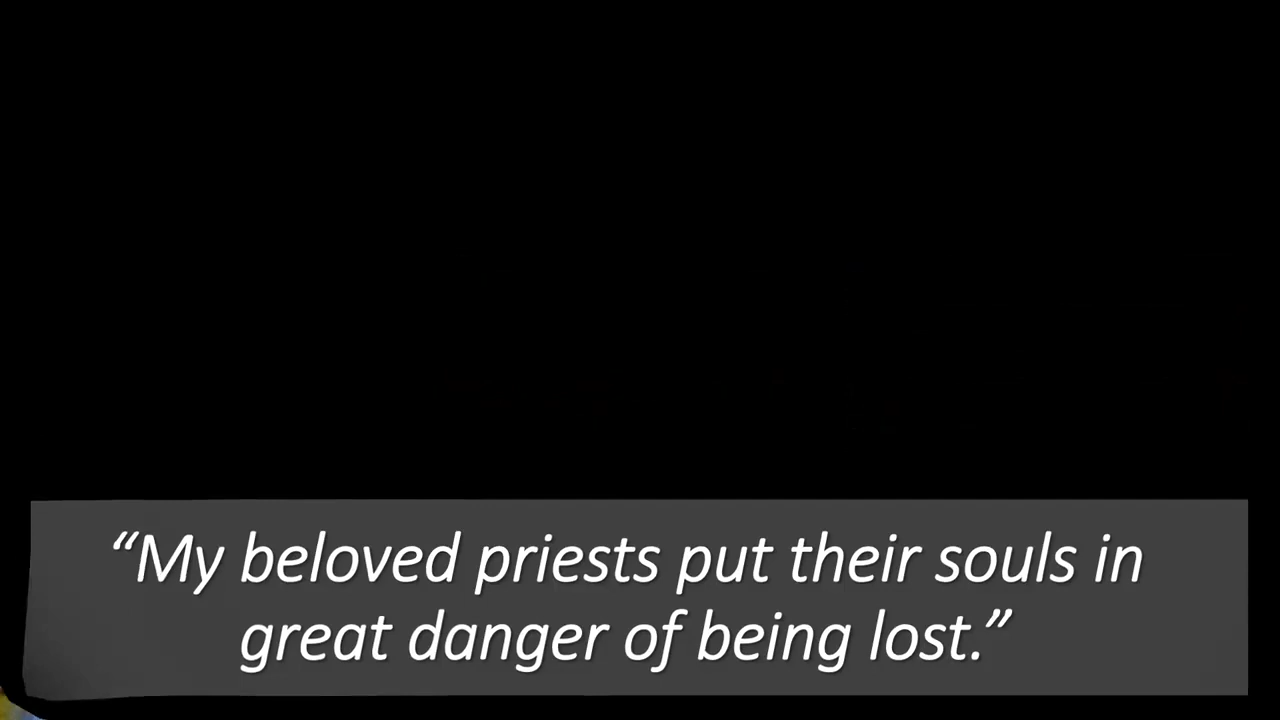 “My beloved priests put their souls in
great danger of being lost.”